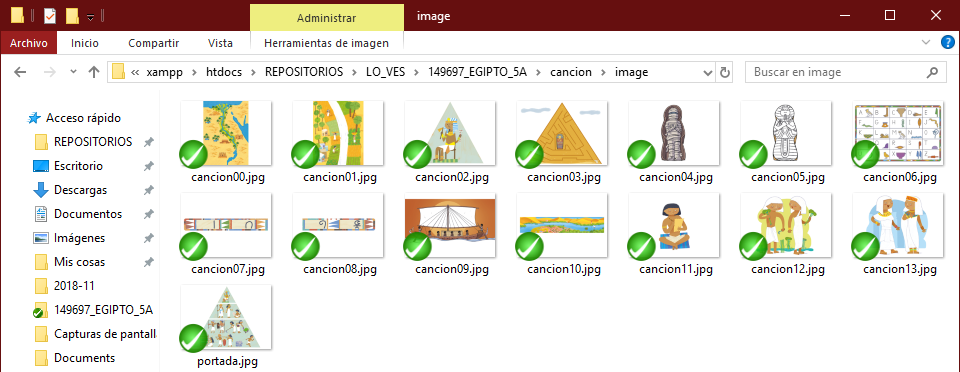 Administrar
image
Archivo
Inicio
Compartir
Vista
Herramientas de imagen
« xampp > htdocs > REPOSITORIOS > LO_VES > 149697_EGIPTO_5A > cancion > image
Buscar en image
Acceso rápido
REPOSITORIOS
Escritorio
Descargas
Documentos
Imágenes
Mis cosas
2018-11
149697_EGIPTO_5A
Capturas de pantall
Documents
cancion00.jpg
cancion01.jpg
cancion02.jpg
cancion03.jpg
cancion04.jpg
cancion05.jpg
cancion06.jpg
cancion07.jpg
cancion08.jpg
cancion09.jpg
cancion10.jpg
cancion11.jpg
cancion12.jpg
cancion13.jpg
portada.jpg